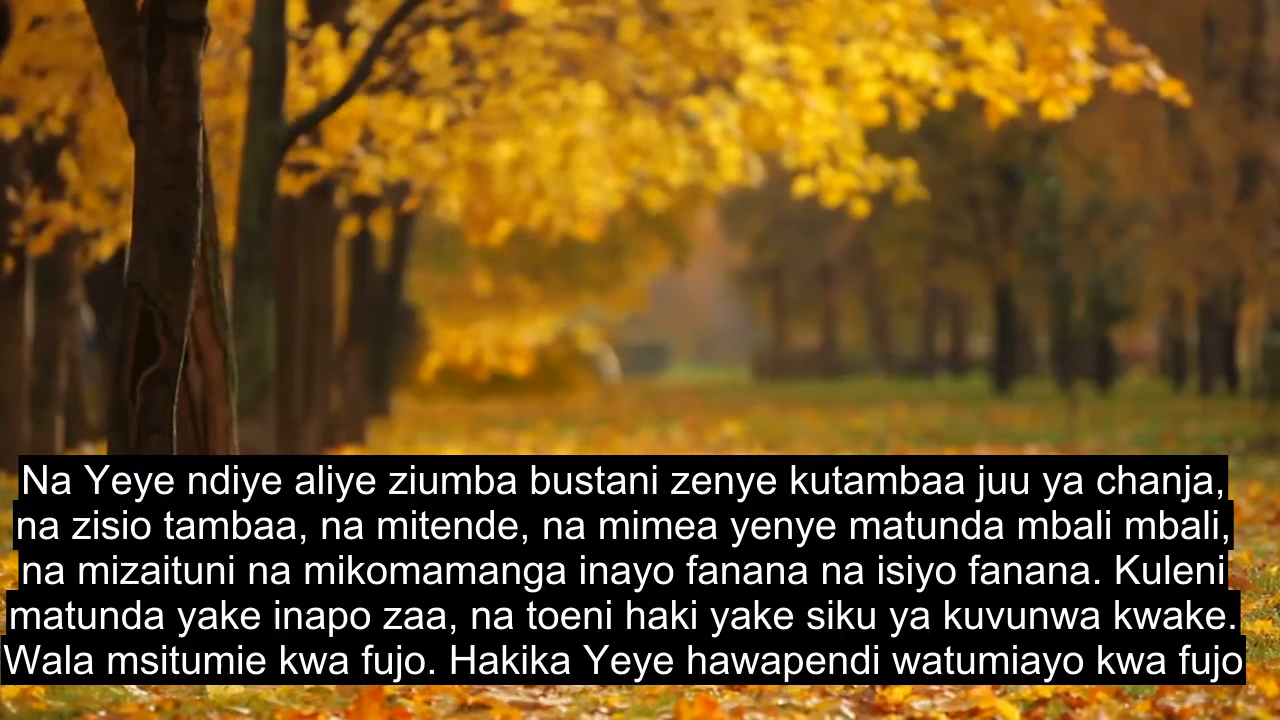 Na Yeye ndiye aliye ziumba bustani zenye kutambaa juu ya chanja,
na zisio tambaa, na mitende, na mimea yenye matunda mbali mbali,
na mizaituni na mikomamanga inayo fanana na isiyo fanana. Kuleni
matunda yake inapo zaa, na toeni haki yake siku ya kuvunwa kwake.
Wala msitumie kwa fujo. Hakika Yeye hawapendi watumiayo kwa fujo